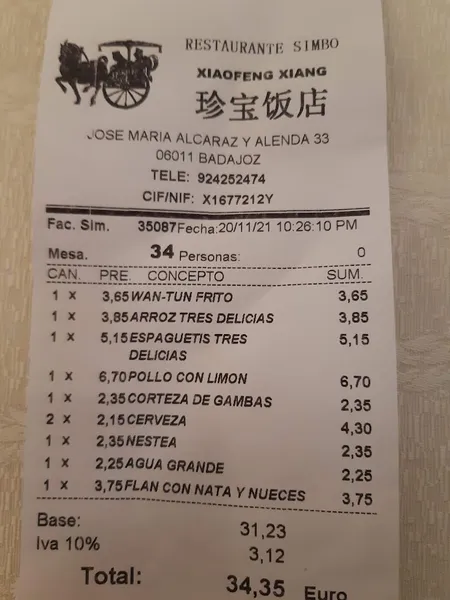 RESTAURANTE SIMBO
XIAOFENG XIANG
珍宝饭店
JOSE MARIA ALCARAZ Y ALENDA 33
06011 BADAJOZ
TELE: 924252474
CIF/NIF: X1677212Y
Fac. Sim. 35087 Fecha:20/11/21 10:26:10 PM
Mesa. 34 Personas: 0
CAN. PRE. CONCEPTO SUM.
1 x 3,65 WAN-TUN FRITO 3,65
1 x 3,85 ARROZ TRES DELICIAS 3,85
1 x 5,15 ESPAGUETIS TRES 5,15
DELICIAS
1 x 6,70 POLLO CON LIMON 6,70
1 x 2,35 CORTEZA DE GAMBAS 2,35
2 x 2,15 CERVEZA 4,30
1 x 2,35 NESTEA 2,35
1 x 2,25 AGUA GRANDE 2,25
1 x 3,75 FLAN CON NATA Y NUECES 3,75
Base: 31,23
Iva 10% 3,12
Total: 34,35 Euro